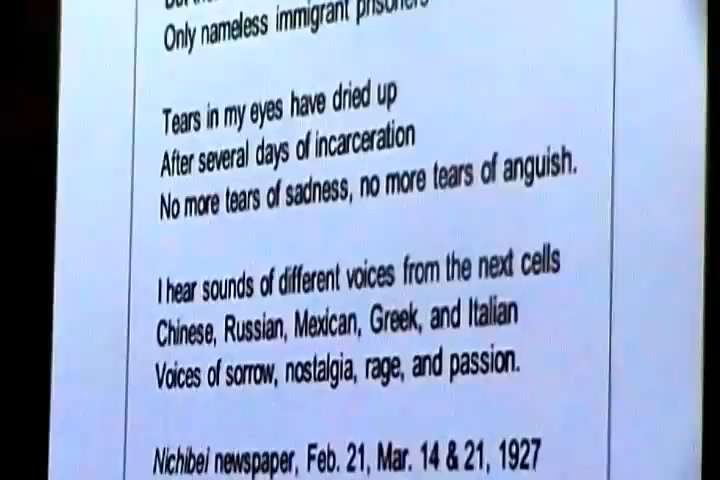 Only nameless immigrant prisoners
Tears in my eyes have dried up
After several days of incarceration
No more tears of sadness, no more tears of anguish.
I hear sounds of different voices from the next cells
Chinese, Russian, Mexican, Greek, and Italian
Voices of sorrow, nostalgia, rage, and passion.
Nichibei newspaper, Feb. 21, Mar. 14 & 21, 1927